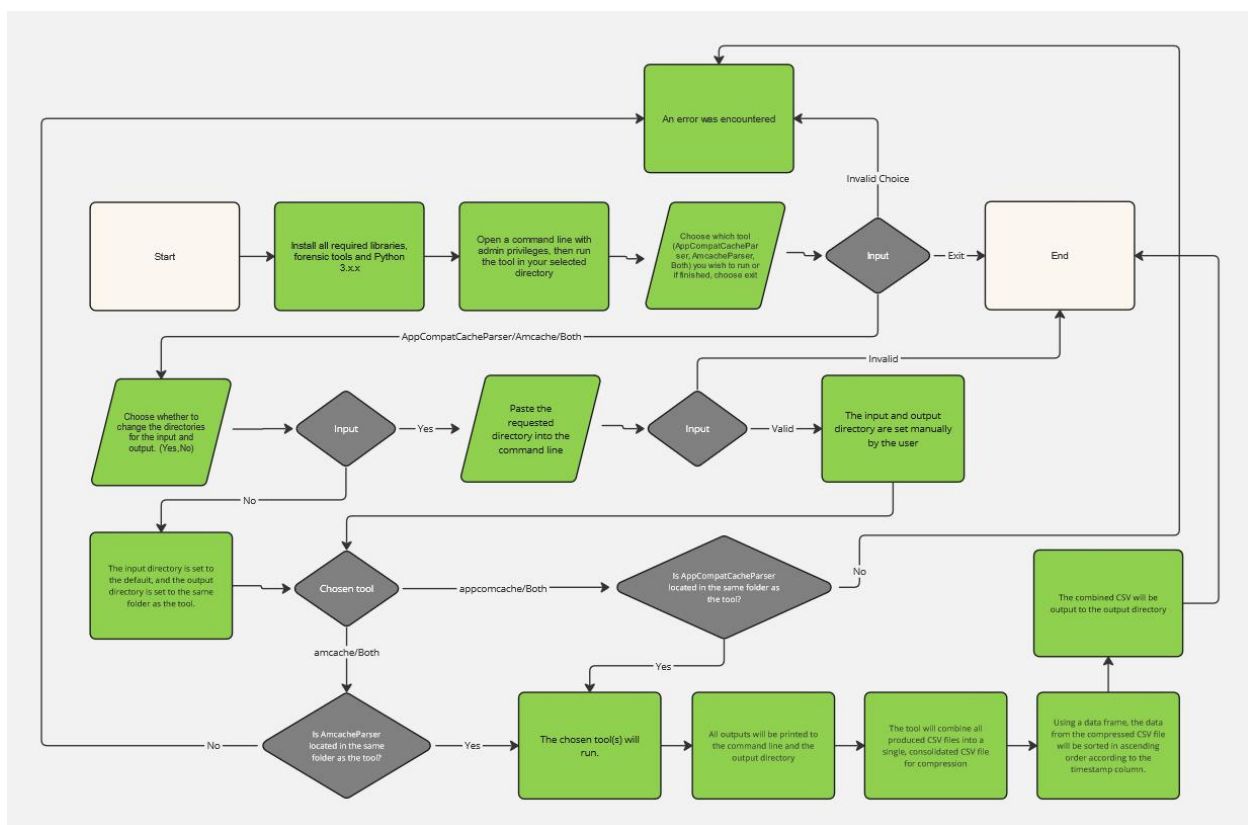 An error was encountered
Invalid Choice
Start
Install all required libraries,
forensic tools and Python
3.x.x
Open a command line with
admin privileges, then run
the tool in your selected
directory
Choose which tool
(AppCompatCachePar
ser, AmcacheParser,
Both) you wish to run or
if finished, choose exit
Input
Exit
End
AppCompatCacheParser/Amcache/Both
Invalid
Choose whether to
change the directories
for the input and
output. (Yes,No)
Input
Yes
Paste the
requested
directory into the
command line
Input
Valid
The input and output
directory are set manually
by the user
No
The input directory is set to
the default, and the output
directory is set to the same
folder as the tool.
Chosen tool
appcomcache/Both
Is AppCompatCacheParser
located in the same folder as
the tool?
No
The combined CSV will be
output to the output directory
amcache/Both
Yes
No
Is AmcacheParser
located in the same
folder as the tool?
Yes
The chosen tool(s) will
run.
All outputs will be printed to
the command line and the
output directory
The tool will combine all
produced CSV files into a
single, consolidated CSV file
for compression
Using a data frame, the data
from the compressed CSV file
will be sorted in ascending
order according to the
timestamp column.